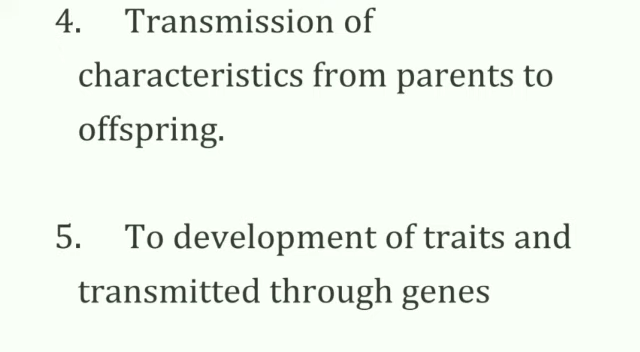 4. Transmission of
characteristics from parents to
offspring.
5. To development of traits and
transmitted through genes